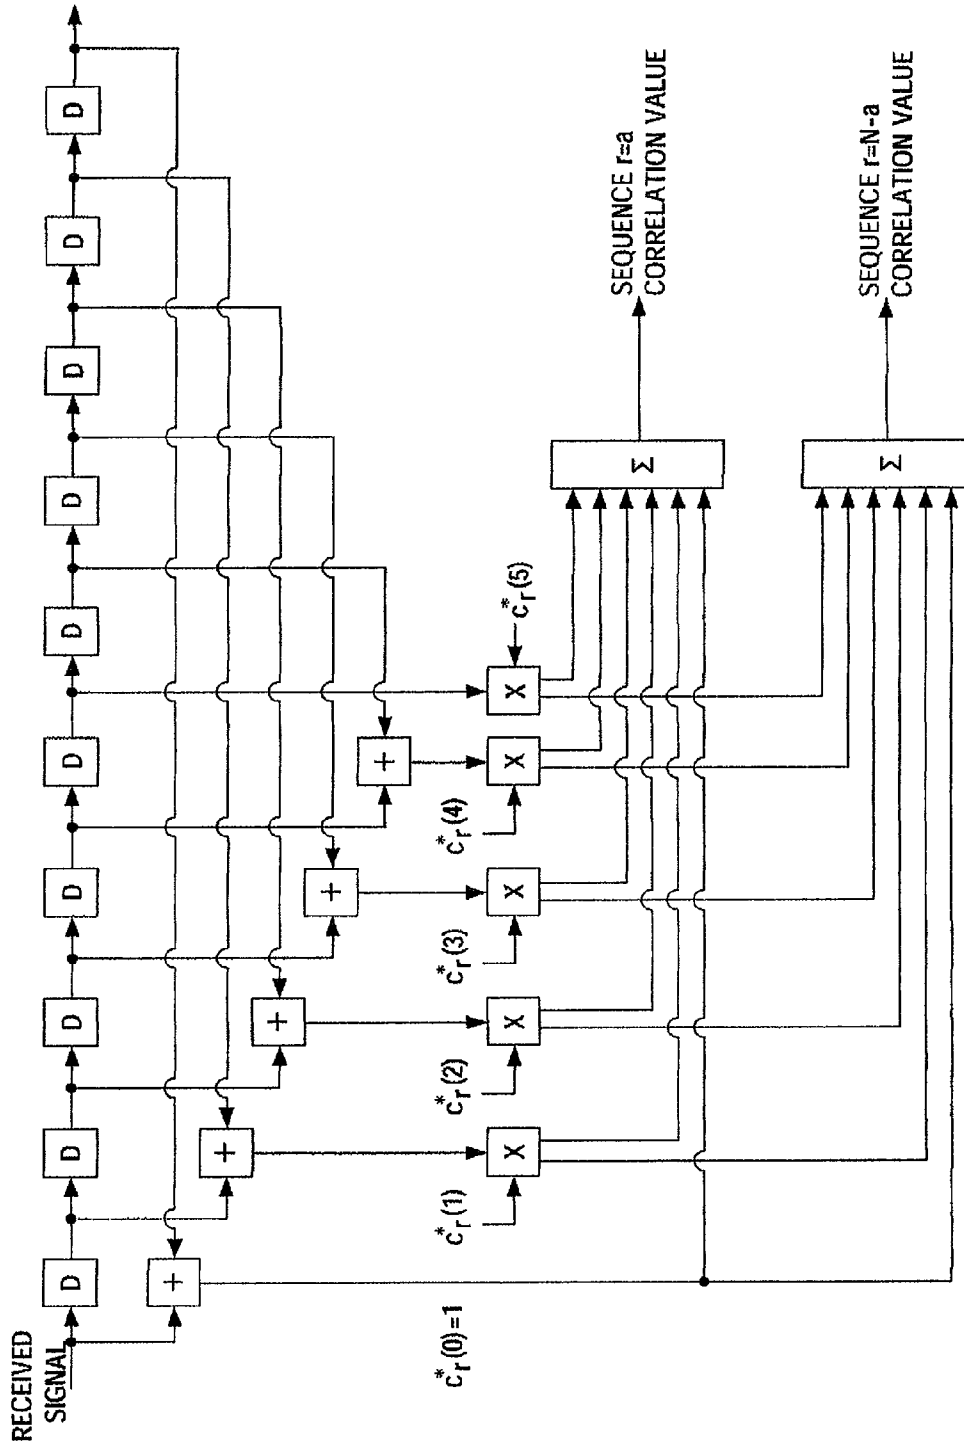 RECEIVED
SIGNAL
D
D
D
D
D
D
D
D
D
D
+
+
+
+
+
c*r(0)=1
c*r(1)
c*r(2)
c*r(3)
c*r(4)
c*r(5)
X
X
X
X
X
Σ
SEQUENCE r=a
CORRELATION VALUE
Σ
SEQUENCE r=N-a
CORRELATION VALUE